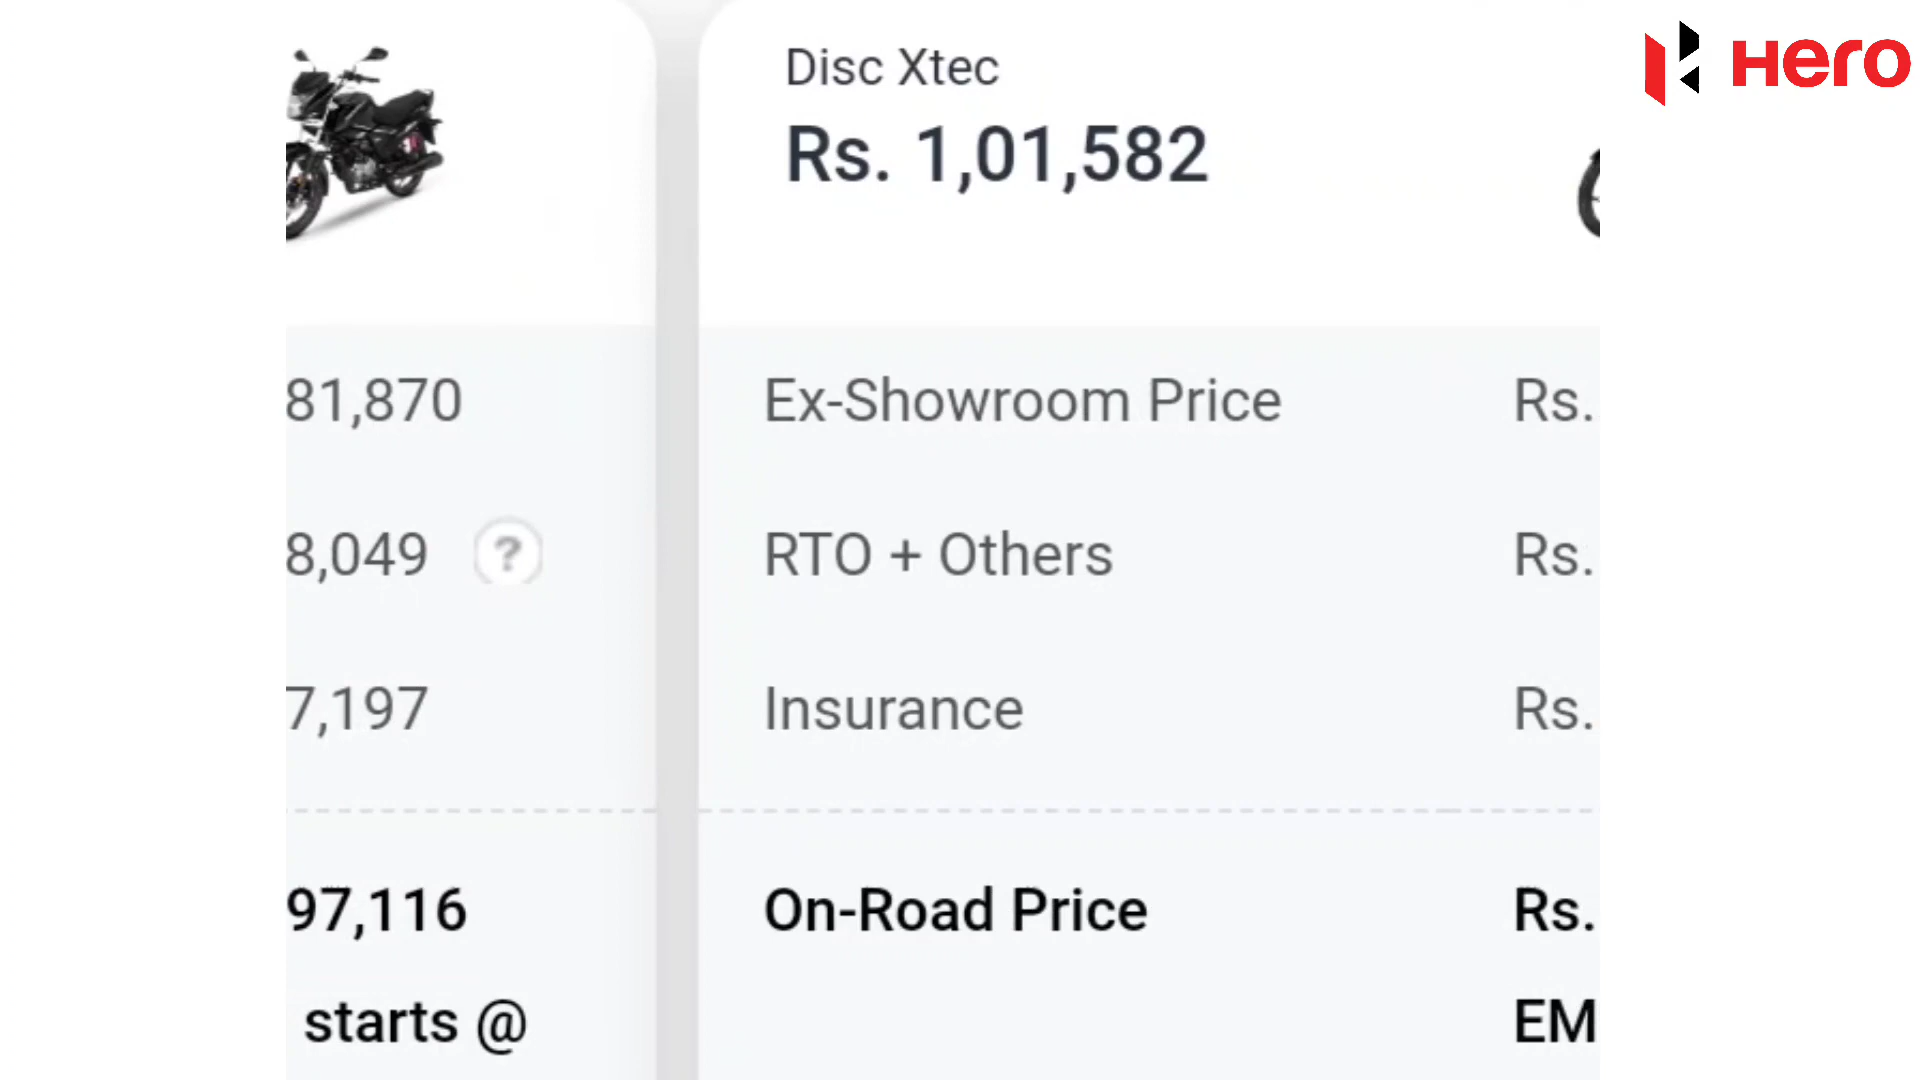 Hero
Disc Xtec
Rs. 1,01,582
81,870
Ex-Showroom Price
Rs.
8,049 ?
RTO + Others
Rs.
7,197
Insurance
Rs.
97,116
On-Road Price
Rs.
starts @
EM